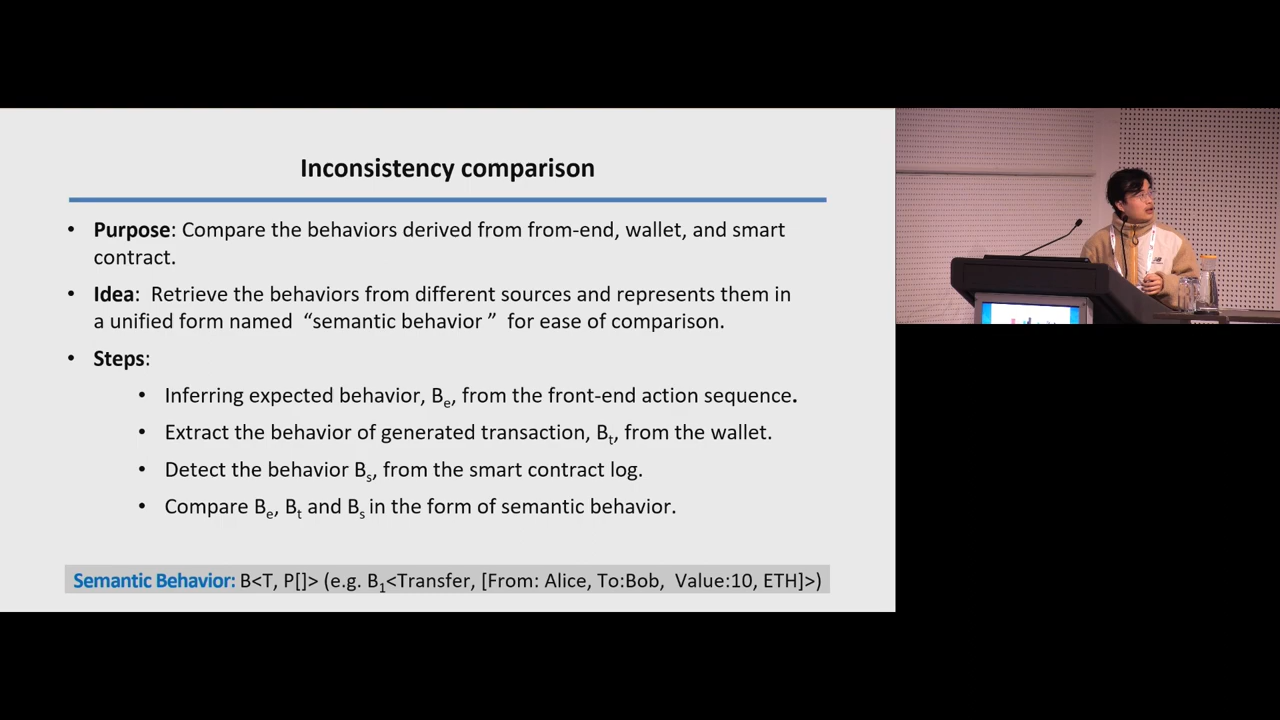 Inconsistency comparison
• Purpose: Compare the behaviors derived from from-end, wallet, and smart
contract.
• Idea:  Retrieve the behaviors from different sources and represents them in
a unified form named  “semantic behavior ”  for ease of comparison.
• Steps:
• Inferring expected behavior, Be, from the front-end action sequence.
• Extract the behavior of generated transaction, Bt, from the wallet.
• Detect the behavior Bs, from the smart contract log.
• Compare Be, Bt and Bs in the form of semantic behavior.
Semantic Behavior: B<T, P[]> (e.g. B1<Transfer, [From: Alice, To:Bob,  Value:10, ETH]>)